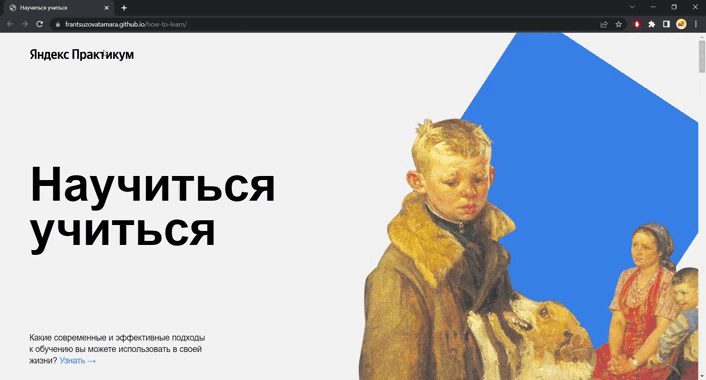 Научиться учиться
frantsuzovatamara.github.io/how-to-learn/
Яндекс Практикум
Научиться
учиться
Какие современные и эффективные подходы
к обучению вы можете использовать в своей
жизни? Узнать →